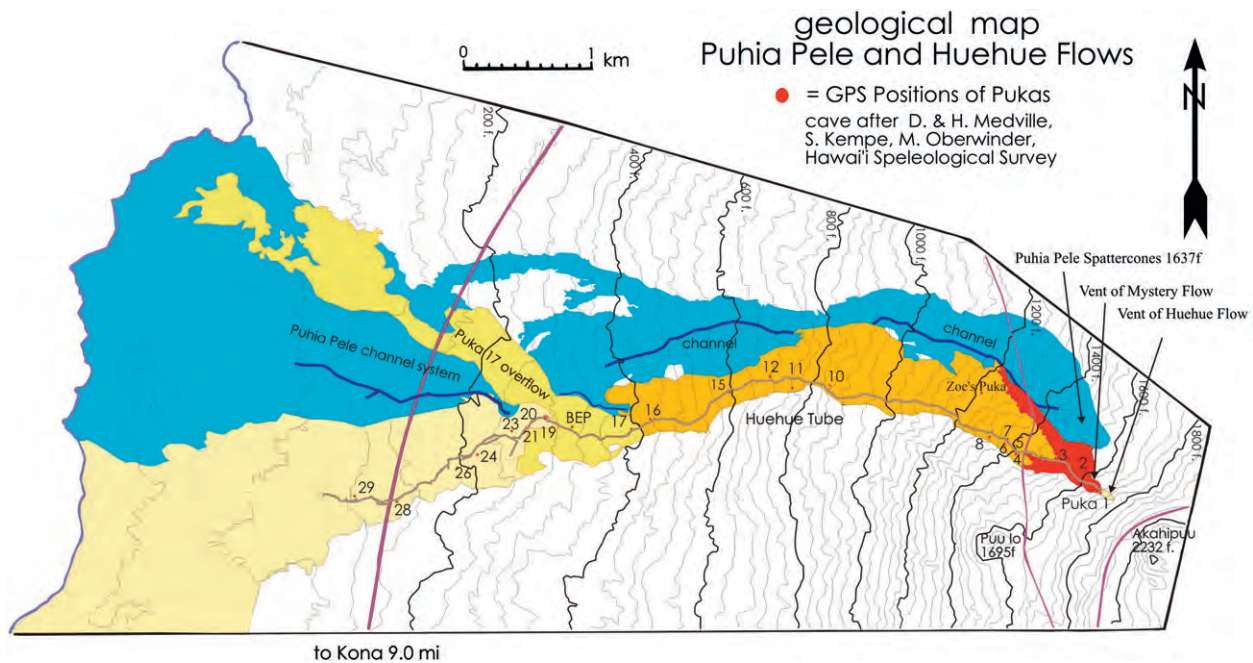 geological map
Puhia Pele and Huehue Flows
0 1
km
= GPS Positions of Pukas
cave after D. & H. Medville,
S. Kempe, M. Oberwinder,
Hawai'i Speleological Survey
N
200 f.
400 f.
600 f.
800 f.
1000 f.
1200 f.
1400 f.
1600 f.
1800 f.
Puhia Pele Spattercones 1637f
Vent of Mystery Flow
Vent of Huehue Flow
channel
channel
Puhia Pele channel system
Puka 17 overflow
BEP
Zoe's Puka
Huehue Tube
29
28
26
24
23
21
20
19
17
16
15
12
11
10
8
7
6
5
4
3
2
Puka 1
Puu Io
1695f
Akahipuu
2232 f.
to Kona 9.0 mi